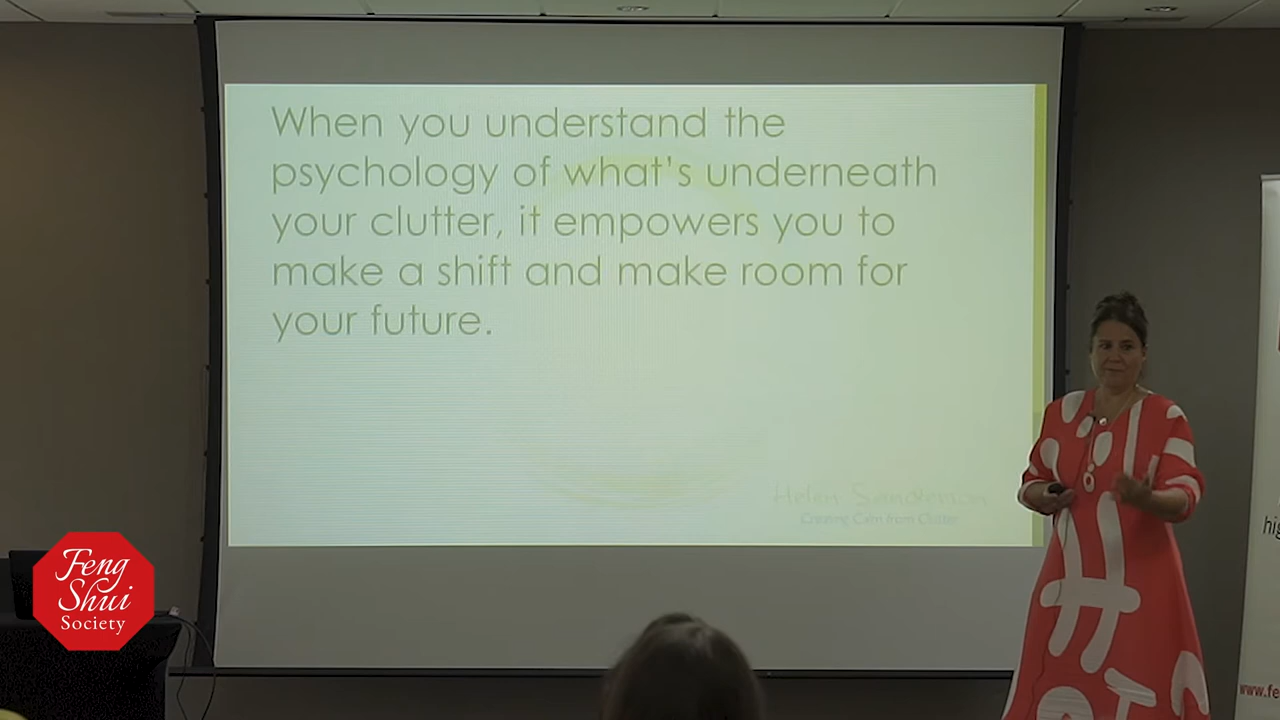 When you understand the
psychology of what's underneath
your clutter, it empowers you to
make a shift and make room for
your future.
Helen Sanderson
Creating Calm from Clutter
Feng
Shui
Society
hig
www.fe